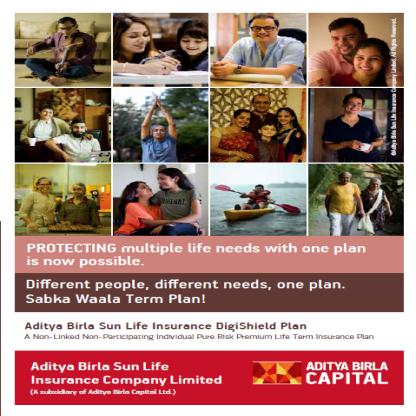 ©Aditya Birla Sun Life Insurance Company Limited. All Rights Reserved.
PROTECTING multiple life needs with one plan
is now possible.
Different people, different needs, one plan.
Sabka Waala Term Plan!
Aditya Birla Sun Life Insurance DigiShield Plan
A Non-Linked Non-Participating Individual Pure Risk Premium Life Term Insurance Plan
Aditya Birla Sun Life
Insurance Company Limited
(A subsidiary of Aditya Birla Capital Ltd.)
ADITYA BIRLA
CAPITAL